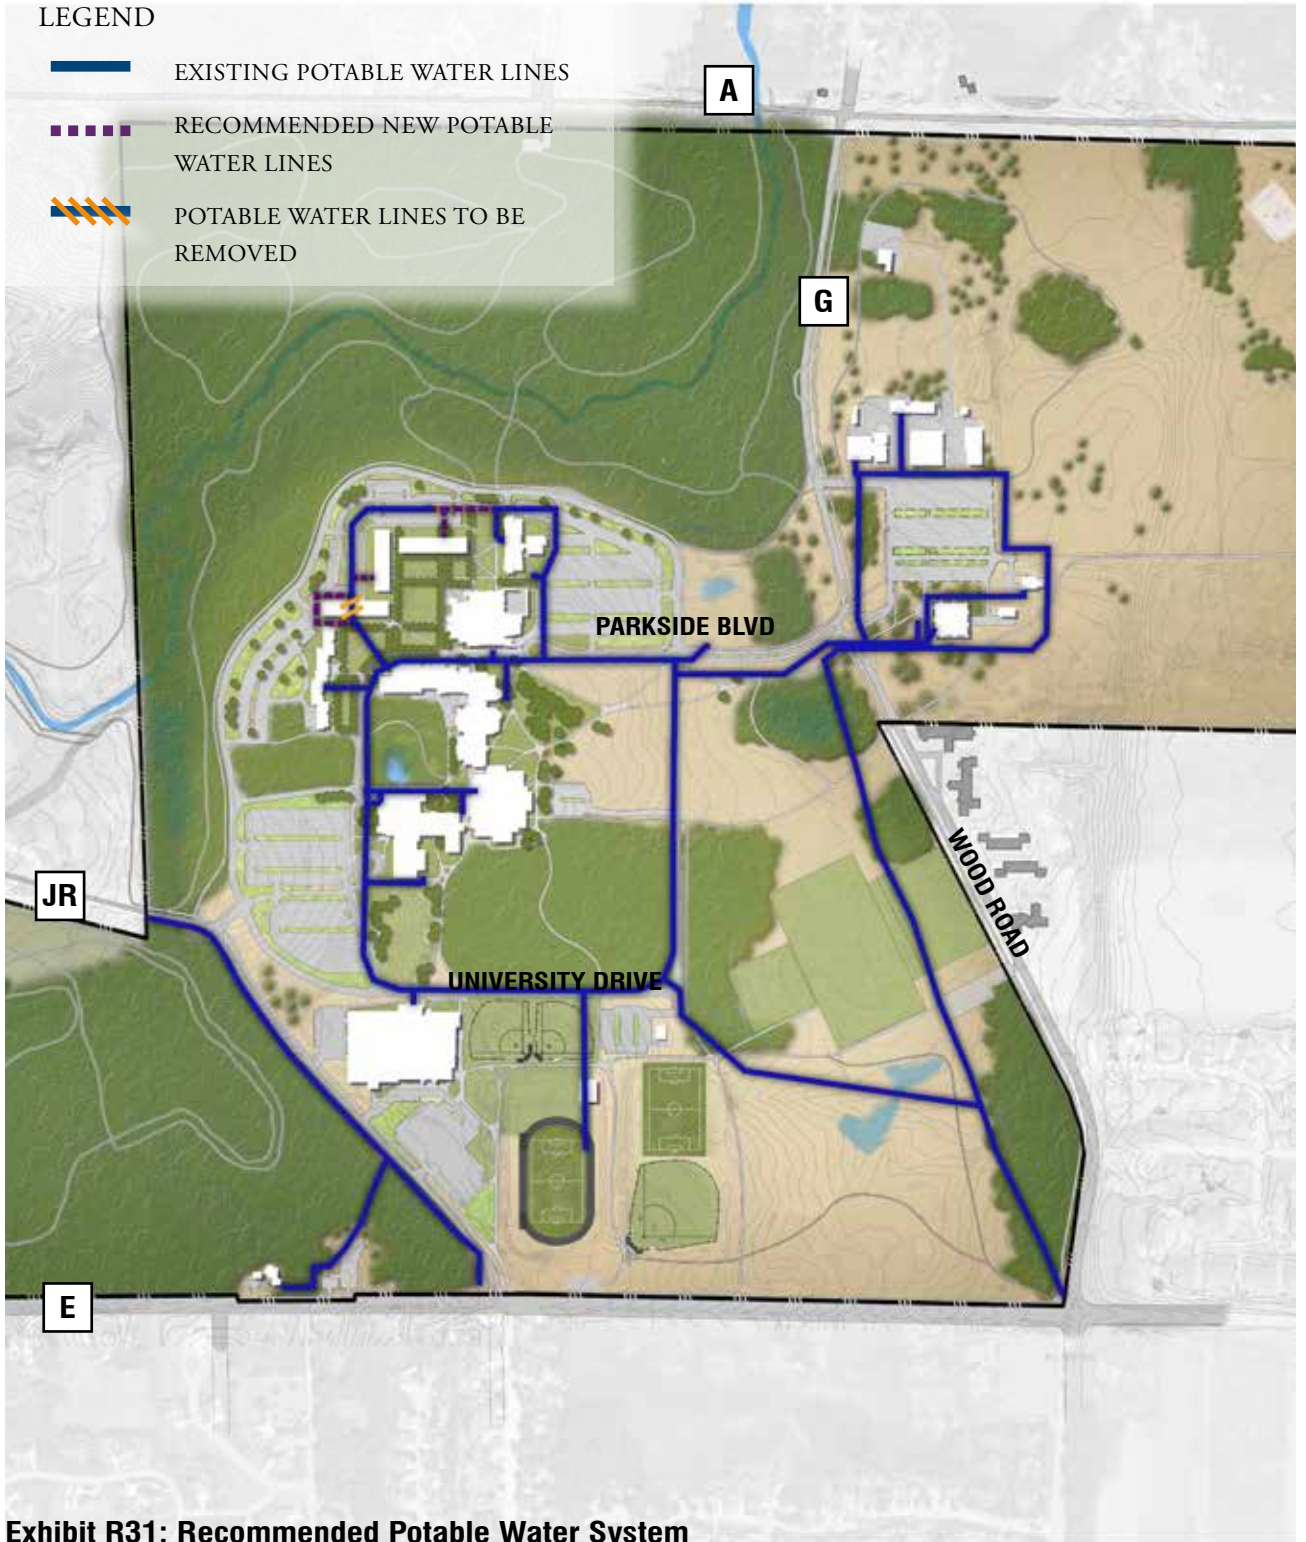 LEGEND
EXISTING POTABLE WATER LINES
RECOMMENDED NEW POTABLE
WATER LINES
POTABLE WATER LINES TO BE
REMOVED
A
G
PARKSIDE BLVD
WOOD ROAD
JR
UNIVERSITY DRIVE
E
Exhibit R31: Recommended Potable Water System